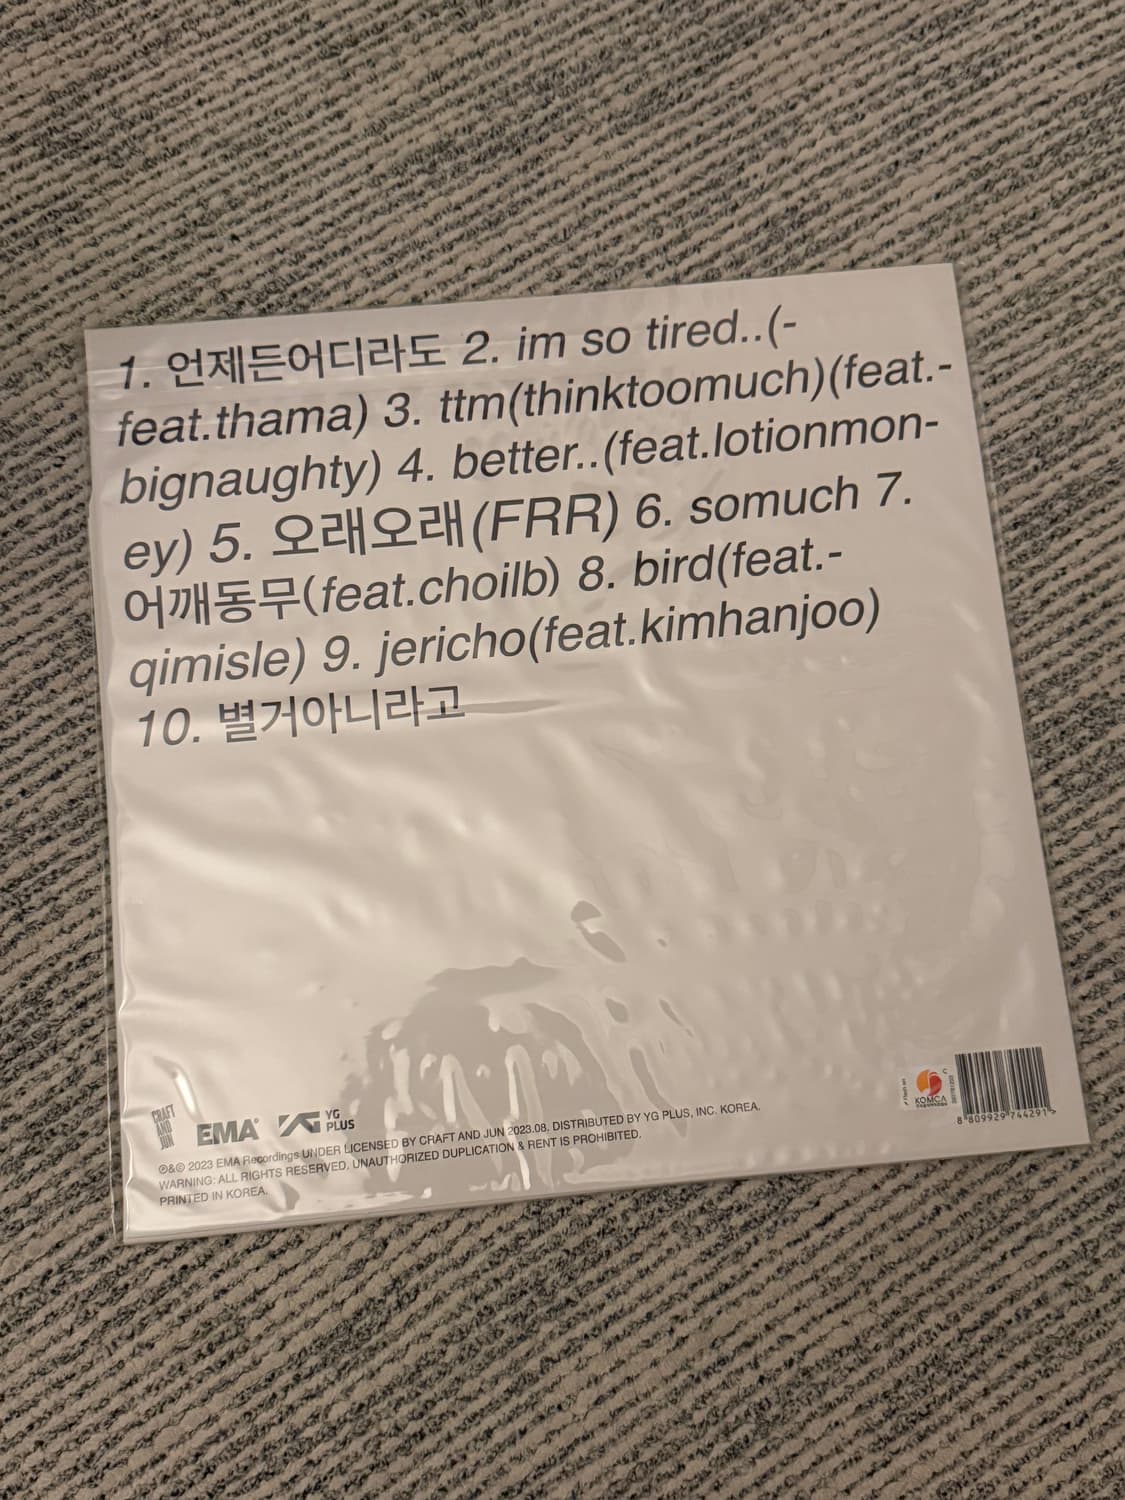 1. 언제든어디라도 2. im so tired..(-
feat.thama) 3. ttm(thinktoomuch)(feat.-
bignaughty) 4. better..(feat.lotionmon-
ey) 5. 오래오래(FRR) 6. somuch 7.
어깨동무(feat.choilb) 8. bird(feat.-
qimisle) 9. jericho(feat.kimhanjoo)
10. 별거아니라고
CRAFT
AND
JUN
EMA
YG
PLUS
℗&© 2023 EMA Recordings UNDER LICENSED BY CRAFT AND JUN 2023.08. DISTRIBUTED BY YG PLUS, INC. KOREA.
WARNING: ALL RIGHTS RESERVED. UNAUTHORIZED DUPLICATION & RENT IS PROHIBITED.
PRINTED IN KOREA.
KOMCA
8 809929 744291 >